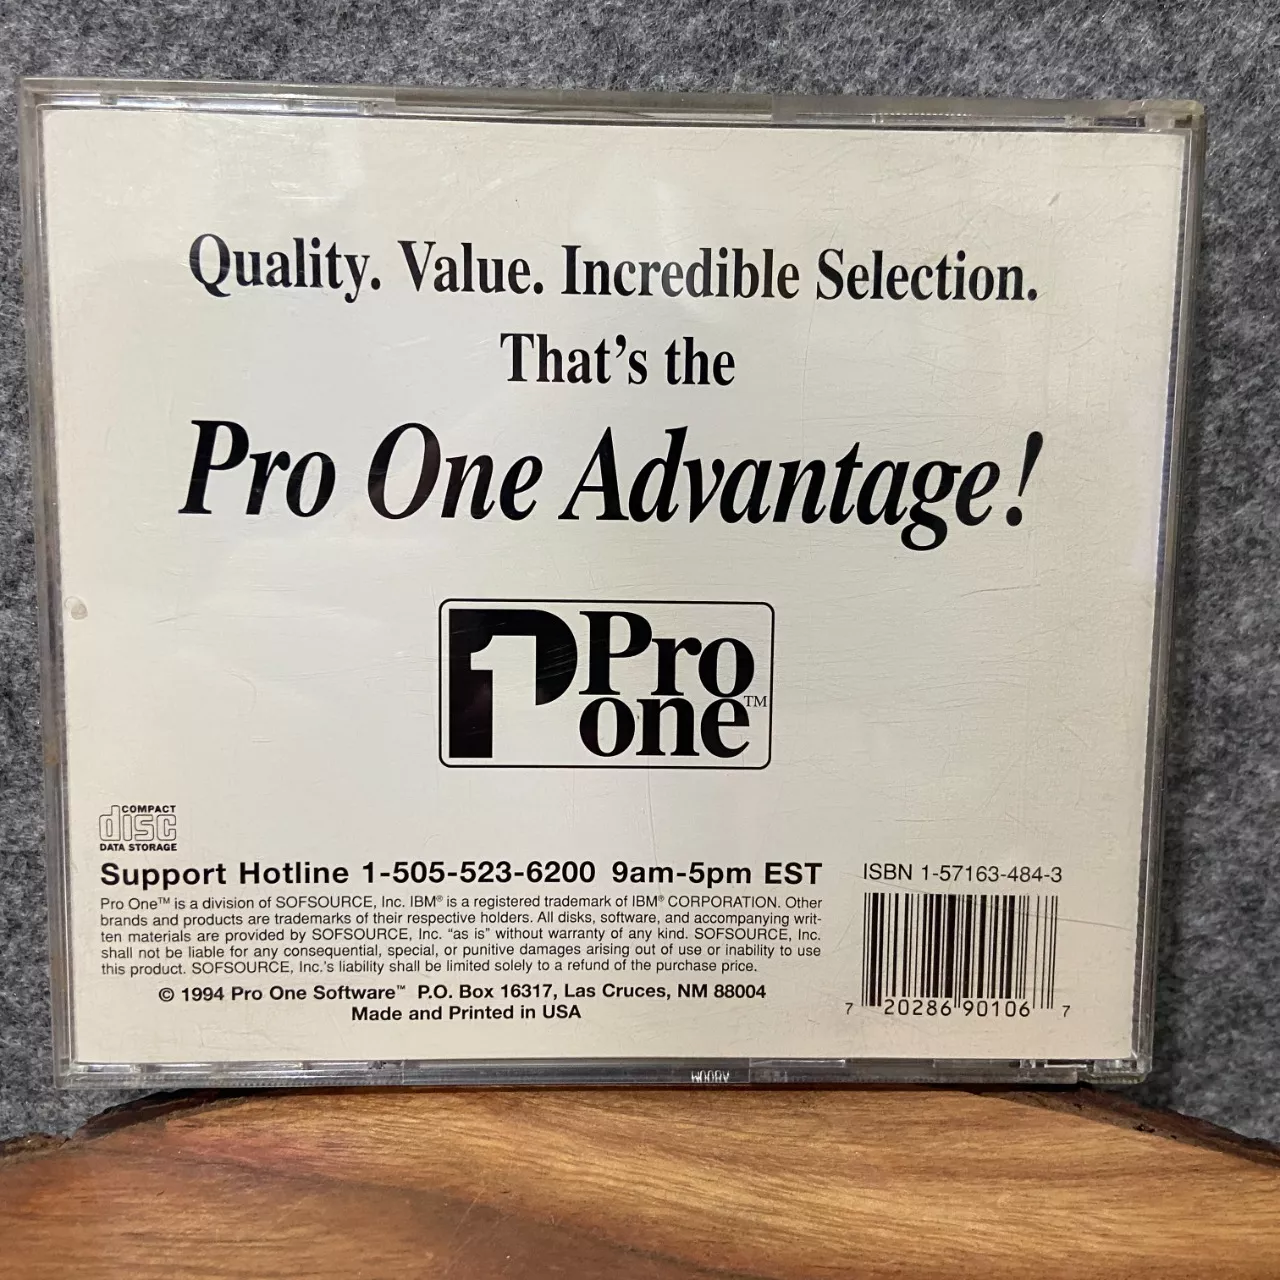 Quality. Value. Incredible Selection.
That's the
Pro One Advantage!
1 Pro
one™
COMPACT
disc
DATA STORAGE
Support Hotline 1-505-523-6200 9am-5pm EST
Pro One™ is a division of SOFSOURCE, Inc. IBM® is a registered trademark of IBM® CORPORATION. Other
brands and products are trademarks of their respective holders. All disks, software, and accompanying writ-
ten materials are provided by SOFSOURCE, Inc. "as is" without warranty of any kind. SOFSOURCE, Inc.
shall not be liable for any consequential, special, or punitive damages arising out of use or inability to use
this product. SOFSOURCE, Inc.'s liability shall be limited solely to a refund of the purchase price.
© 1994 Pro One Software™ P.O. Box 16317, Las Cruces, NM 88004
Made and Printed in USA
ISBN 1-57163-484-3
7 20286 90106 7